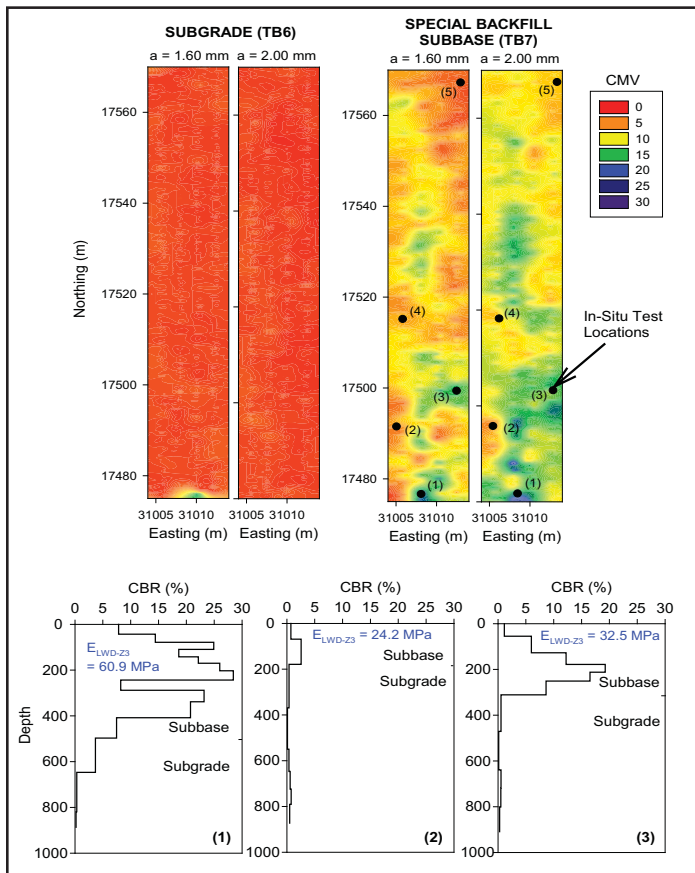 SUBGRADE (TB6)
a = 1.60 mm a = 2.00 mm
SPECIAL BACKFILL
SUBBASE (TB7)
a = 1.60 mm a = 2.00 mm
CMV
0
5
10
15
20
25
30
Northing (m)
17560
17540
17520
17500
17480
(5)
(4)
(3)
(2)
(1)
(5)
(4)
(3)
(2)
(1)
In-Situ Test
Locations
31005 31010 31005 31010
Easting (m) Easting (m)
31005 31010 31005 31010
Easting (m) Easting (m)
CBR (%)
0 5 10 15 20 25 30
Depth
0
200
400
600
800
1000
E LWD-Z3
= 60.9 MPa
Subbase
Subgrade
(1)
CBR (%)
0 5 10 15 20 25 30
0
200
400
600
800
1000
E LWD-Z3 = 24.2 MPa
Subbase
Subgrade
(2)
CBR (%)
0 5 10 15 20 25 30
0
200
400
600
800
1000
E LWD-Z3 = 32.5 MPa
Subbase
Subgrade
(3)